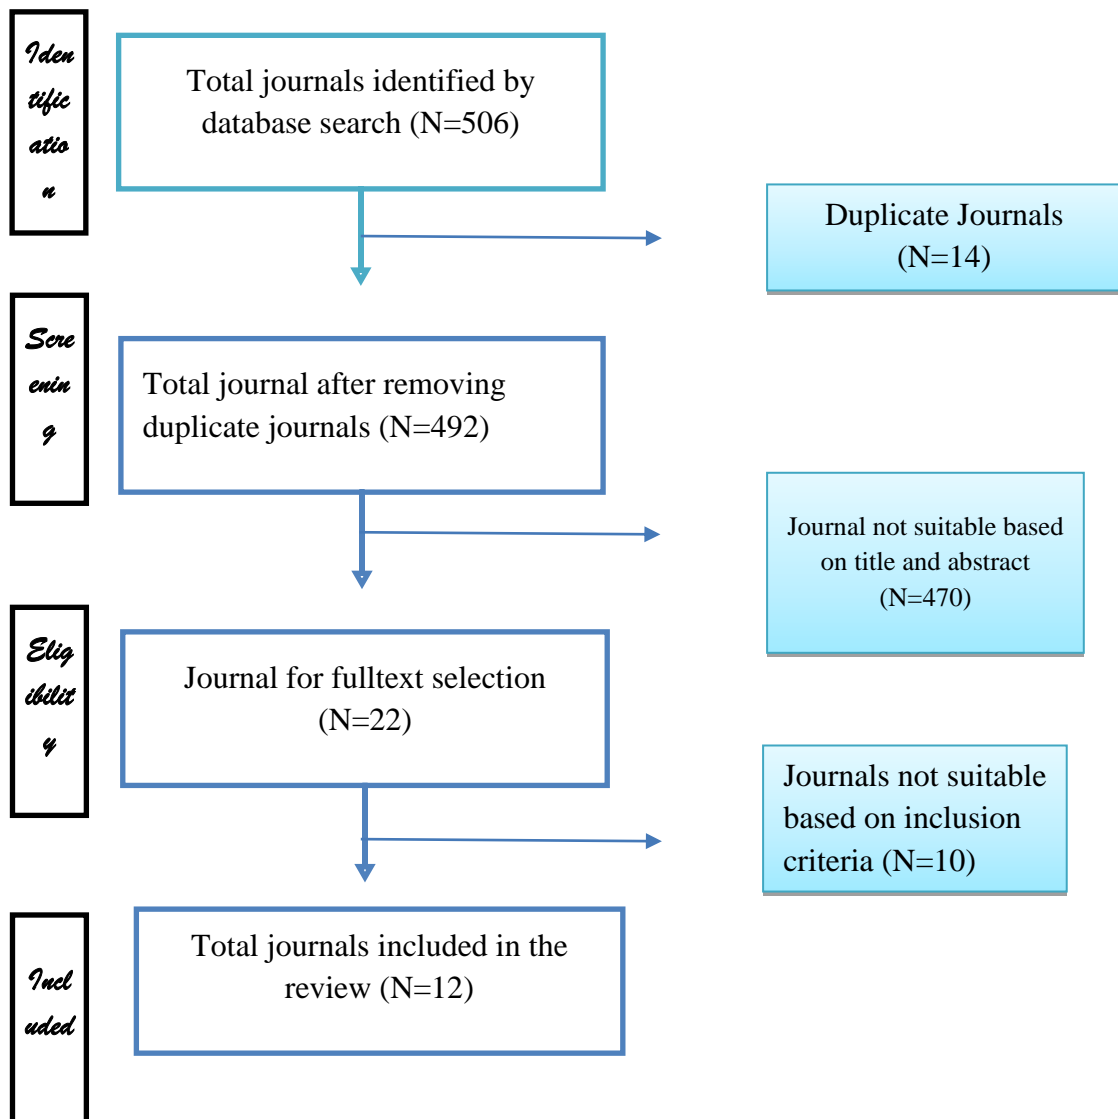 Iden
tific
atio
n
Total journals identified by
database search (N=506)
Duplicate Journals
(N=14)
Scre
enin
g
Total journal after removing
duplicate journals (N=492)
Journal not suitable based
on title and abstract
(N=470)
Elig
ibilit
y
Journal for fulltext selection
(N=22)
Journals not suitable
based on inclusion
criteria (N=10)
Incl
uded
Total journals included in the
review (N=12)